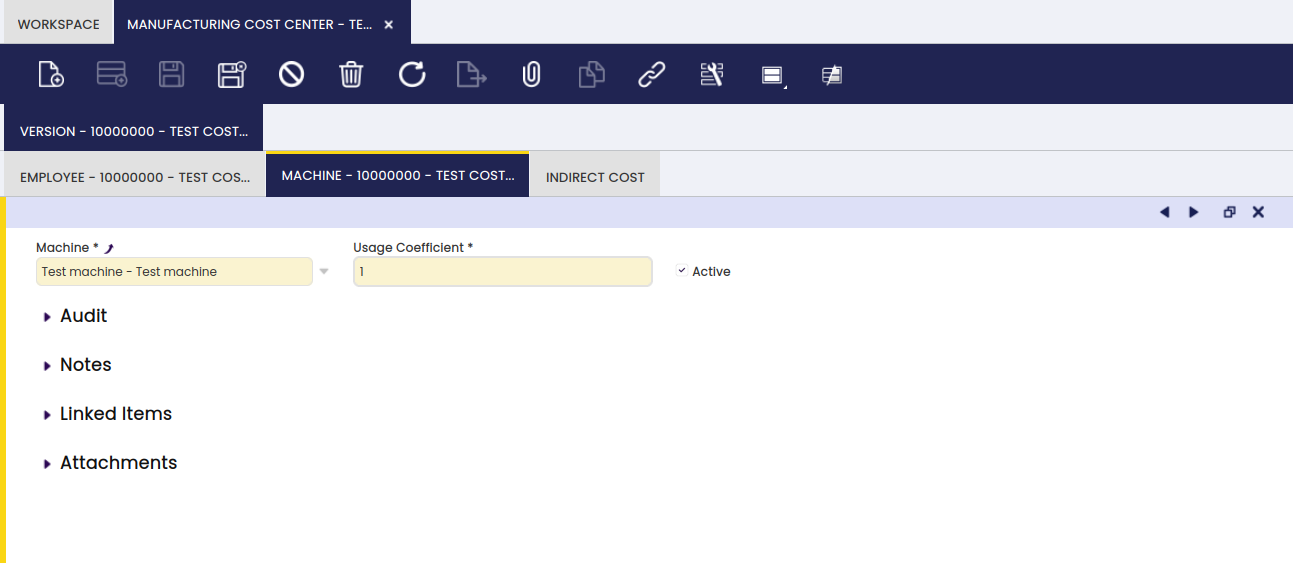 WORKSPACE
MANUFACTURING COST CENTER - TE...
VERSION - 10000000 - TEST COST...
EMPLOYEE - 10000000 - TEST COS...
MACHINE - 10000000 - TEST COST...
INDIRECT COST
Machine *
Usage Coefficient *
Test machine - Test machine
1
Active
Audit
Notes
Linked Items
Attachments